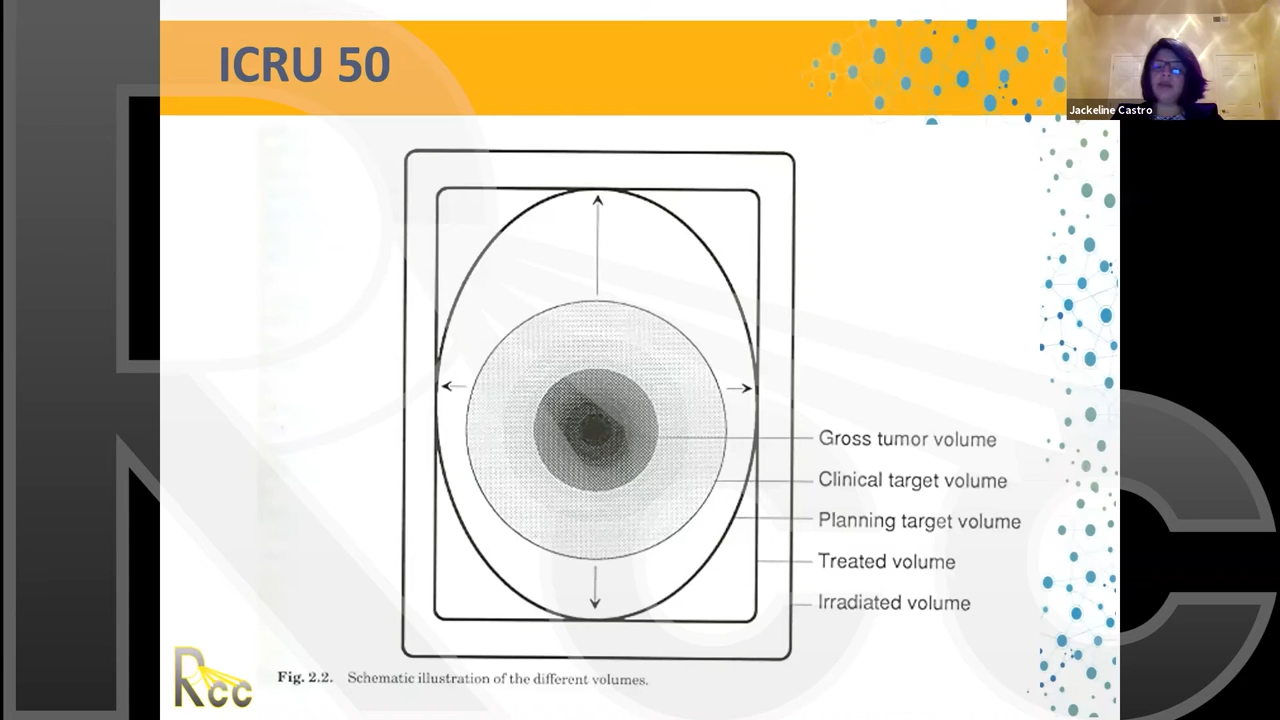 ICRU 50
Jackeline Castro
Gross tumor volume
Clinical target volume
Planning target volume
Treated volume
Irradiated volume
Fig. 2.2. Schematic illustration of the different volumes.
Rcc